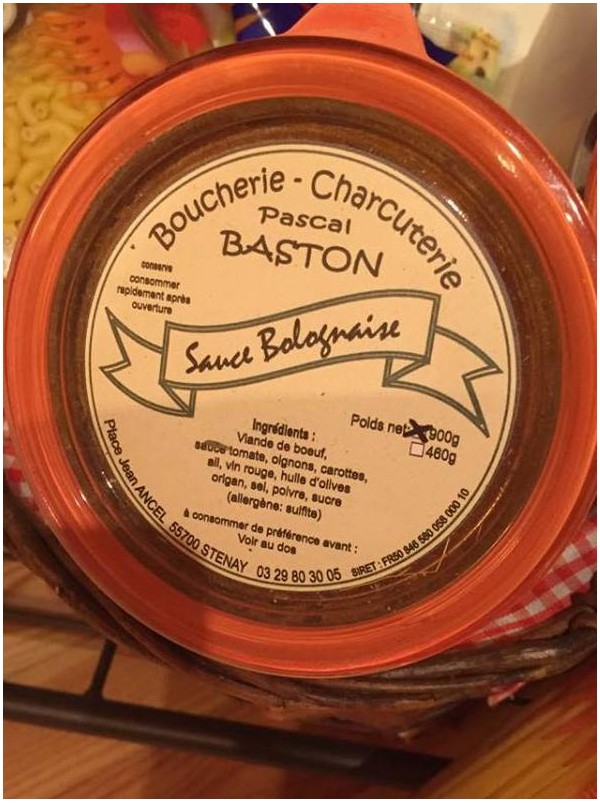 Boucherie - Charcuterie
Pascal
BASTON
conserve
consommer
rapidement après
ouverture
Sauce Bolognaise
Poids net 900g
460g
Ingrédients :
Viande de boeuf,
sauce tomate, oignons, carottes,
ail, vin rouge, huile d'olives
origan, sel, poivre, sucre
(allergène: sulfite)
à consommer de préférence avant :
Voir au dos
Place Jean ANCEL 55700 STENAY 03 29 80 30 05
SIRET : FR50 846 580 058 000 10